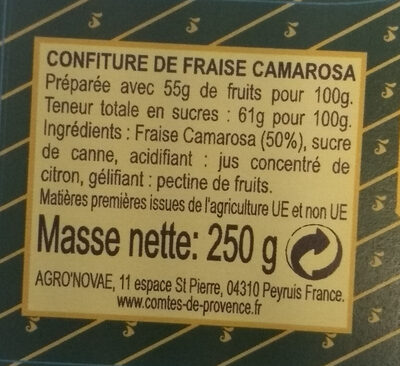 CONFITURE DE FRAISE CAMAROSA
Préparée avec 55g de fruits pour 100g.
Teneur totale en sucres : 61g pour 100g.
Ingrédients : Fraise Camarosa (50%), sucre
de canne, acidifiant : jus concentré de
citron, gélifiant : pectine de fruits.
Matières premières issues de l'agriculture UE et non UE
Masse nette: 250 g
AGRO'NOVAE, 11 espace St Pierre, 04310 Peyruis France.
www.comtes-de-provence.com